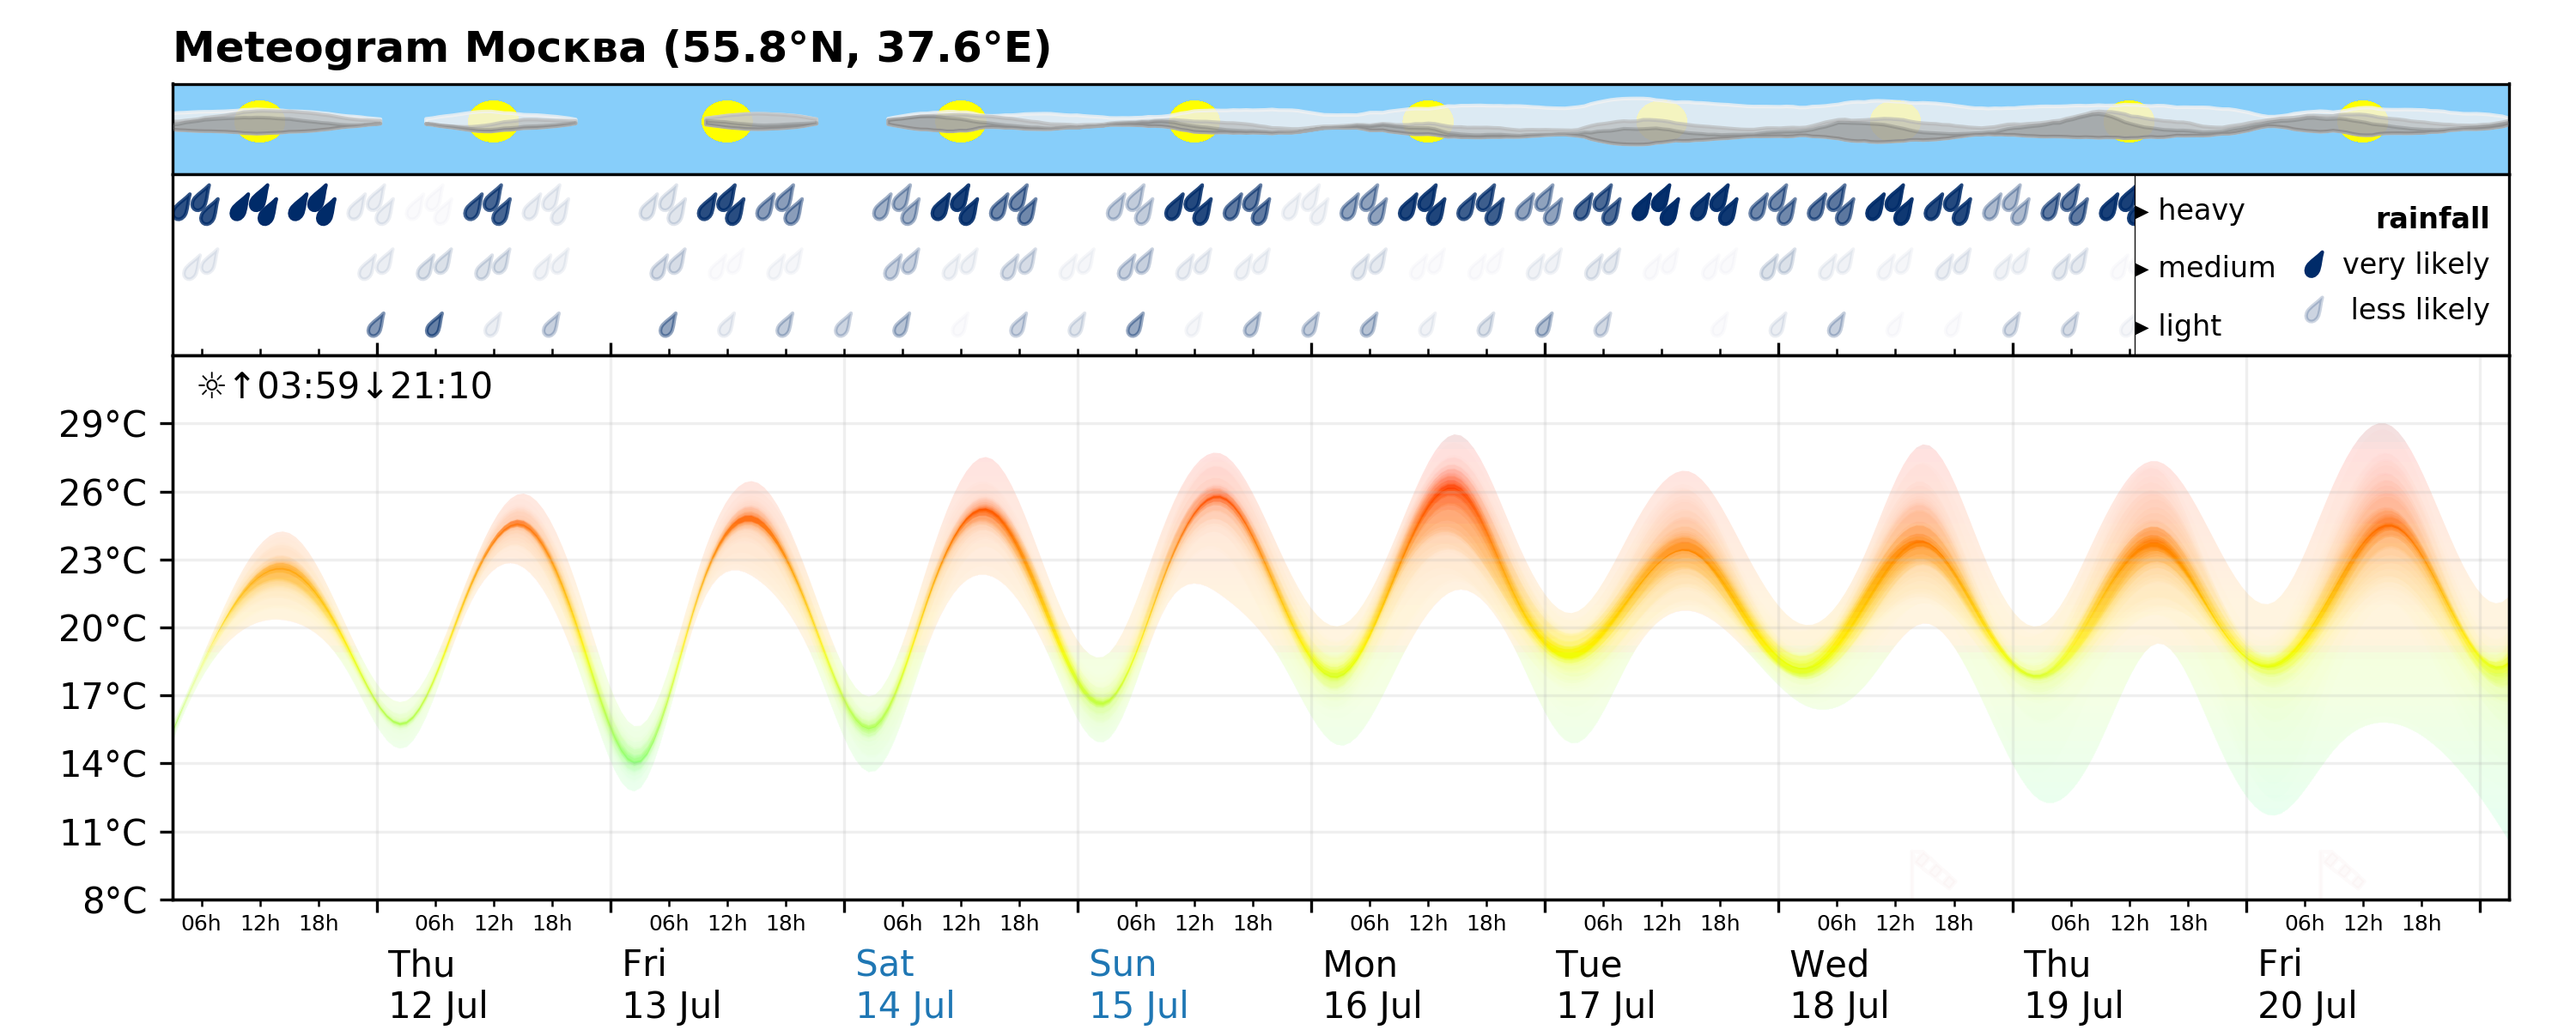 Meteogram Москва (55.8°N, 37.6°E)
▸ heavy
rainfall
▸ medium
very likely
less likely
▸ light
☼↑03:59↓21:10
29°C
26°C
23°C
20°C
17°C
14°C
11°C
8°C
06h 12h 18h 06h 12h 18h 06h 12h 18h 06h 12h 18h 06h 12h 18h 06h 12h 18h 06h 12h 18h 06h 12h 18h 06h 12h 18h 06h 12h 18h
Thu Fri Sat Sun Mon Tue Wed Thu Fri
12 Jul 13 Jul 14 Jul 15 Jul 16 Jul 17 Jul 18 Jul 19 Jul 20 Jul